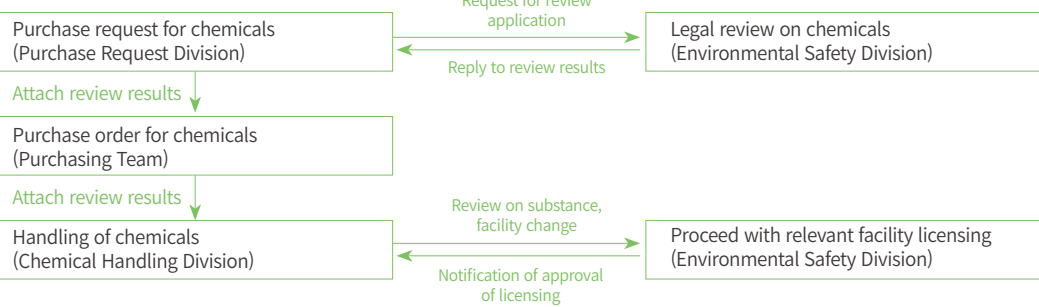 Request for review
application
Purchase request for chemicals
(Purchase Request Division)
Legal review on chemicals
(Environmental Safety Division)
Reply to review results
Attach review results
Purchase order for chemicals
(Purchasing Team)
Attach review results
Review on substance,
facility change
Handling of chemicals
(Chemical Handling Division)
Proceed with relevant facility licensing
(Environmental Safety Division)
Notification of approval
of licensing